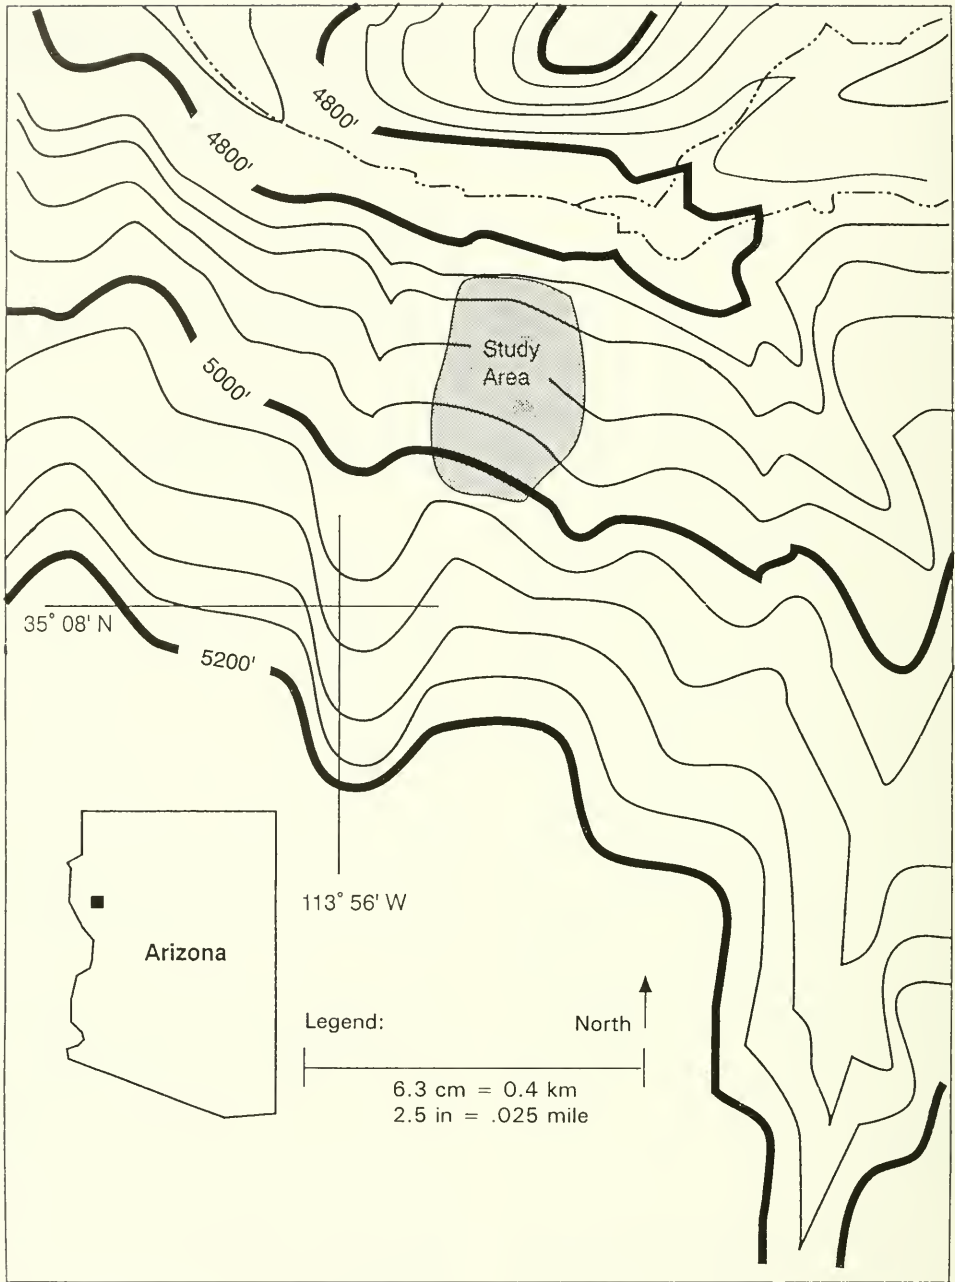 4800'
4800'
Study
Area
5000'
35° 08' N
5200'
113° 56' W
Arizona
Legend:
North
6.3 cm = 0.4 km
2.5 in = .025 mile